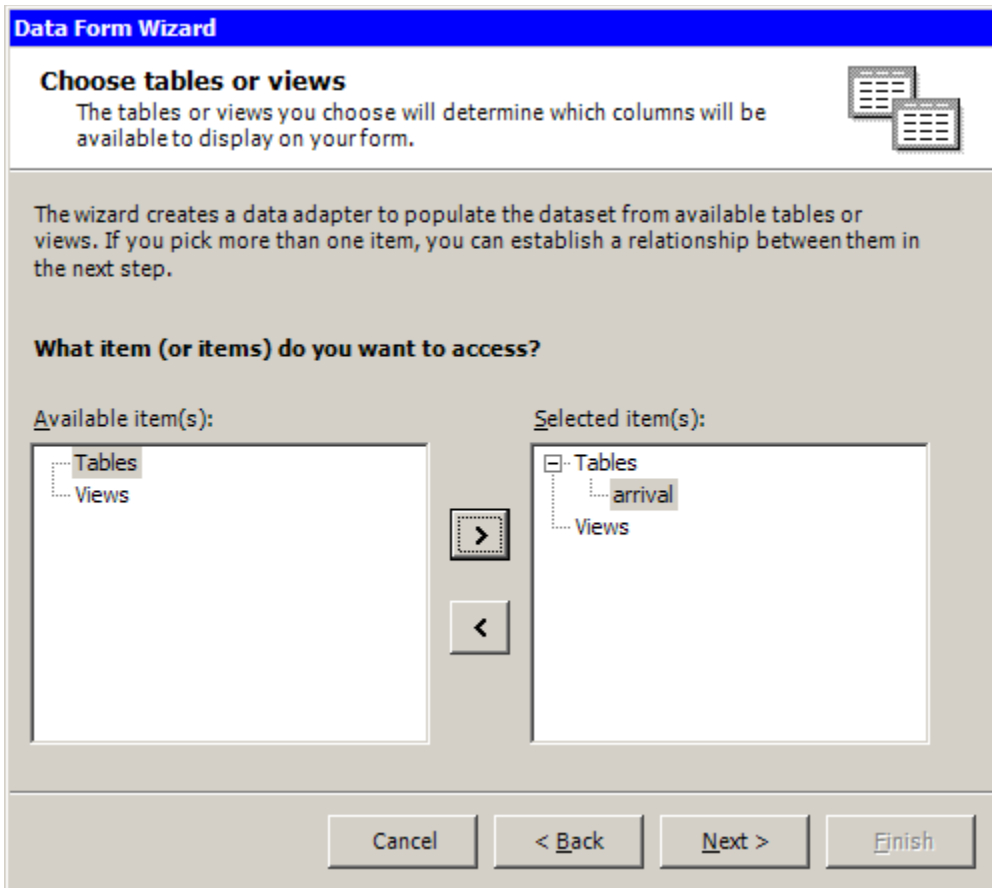 Data Form Wizard
Choose tables or views
The tables or views you choose will determine which columns will be
available to display on your form.
The wizard creates a data adapter to populate the dataset from available tables or
views. If you pick more than one item, you can establish a relationship between them in
the next step.
What item (or items) do you want to access?
Available item(s):
Tables
Views
>
<
Selected item(s):
Tables
arrival
Views
Cancel
< Back
Next >
Finish